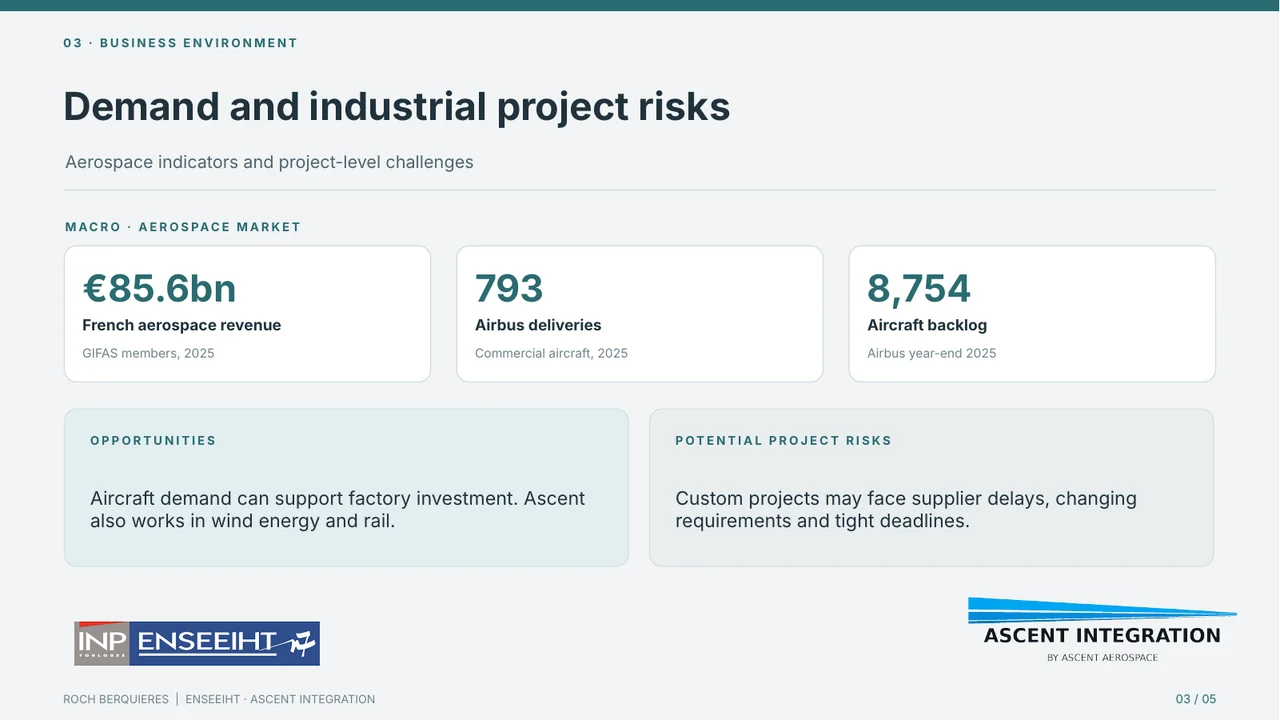 03 · BUSINESS ENVIRONMENT
Demand and industrial project risks
Aerospace indicators and project-level challenges
MACRO · AEROSPACE MARKET
€85.6bn
French aerospace revenue
GIFAS members, 2025
793
Airbus deliveries
Commercial aircraft, 2025
8,754
Aircraft backlog
Airbus year-end 2025
OPPORTUNITIES
Aircraft demand can support factory investment. Ascent
also works in wind energy and rail.
POTENTIAL PROJECT RISKS
Custom projects may face supplier delays, changing
requirements and tight deadlines.
INP ENSEEIHT
TOULOUSE
ASCENT INTEGRATION
BY ASCENT AEROSPACE
ROCH BERQUIERES | ENSEEIHT · ASCENT INTEGRATION
03 / 05